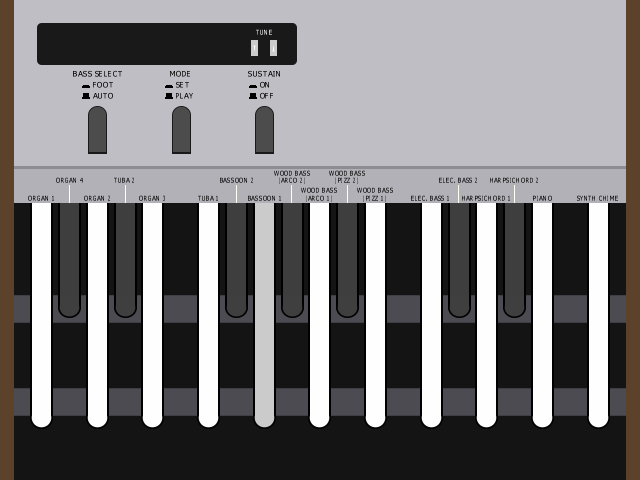 TUNE
BASS SELECT
FOOT
AUTO
MODE
SET
PLAY
SUSTAIN
ON
OFF
ORGAN 4
TUBA 2
BASSOON 2
WOOD BASS
(ARCO 2)
WOOD BASS
(PIZZ 2)
ELEC. BASS 2
HARPSICHORD 2
ORGAN 1
ORGAN 2
ORGAN 3
TUBA 1
BASSOON 1
WOOD BASS
(ARCO 1)
WOOD BASS
(PIZZ 1)
ELEC. BASS 1
HARPSICHORD 1
PIANO
SYNTH CHIME